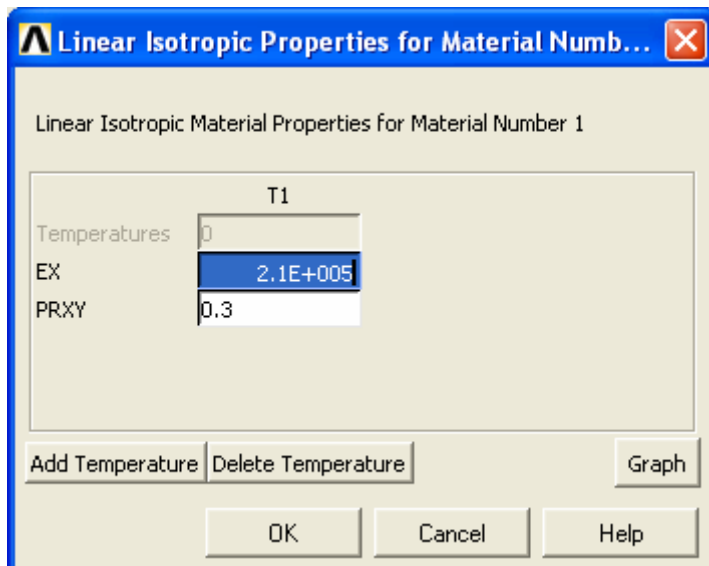 Linear Isotropic Properties for Material Numb...
Linear Isotropic Material Properties for Material Number 1
T1
Temperatures 0
EX 2.1E+005
PRXY 0.3
Add Temperature Delete Temperature Graph
OK Cancel Help